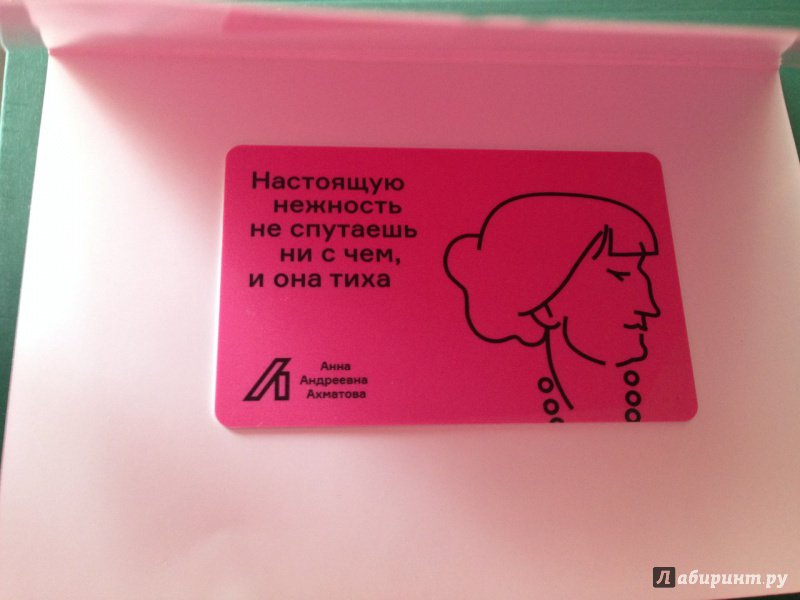 Настоящую
нежность
не спутаешь
ни с чем,
и она тиха
Анна
Андреевна
Ахматова
Лабиринт.ру